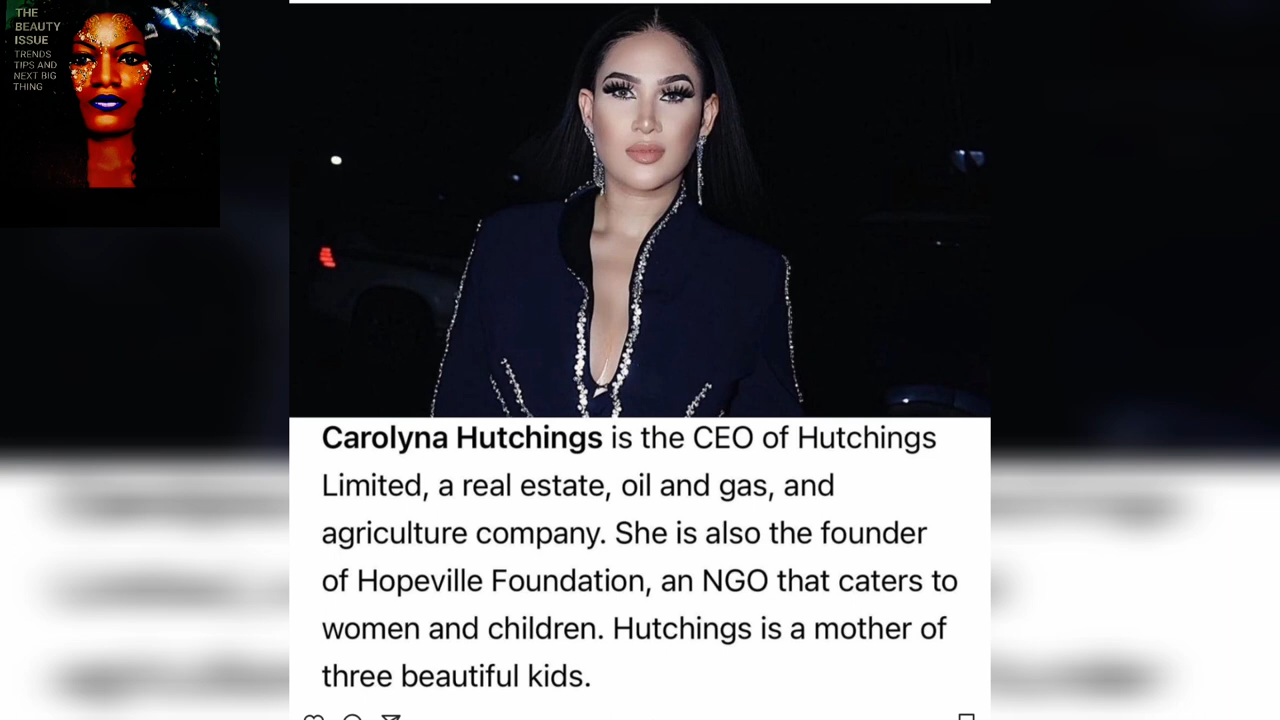 THE
BEAUTY
ISSUE
TRENDS
TIPS AND
NEXT BIG
THING
Carolyna Hutchings is the CEO of Hutchings
Limited, a real estate, oil and gas, and
agriculture company. She is also the founder
of Hopeville Foundation, an NGO that caters to
women and children. Hutchings is a mother of
three beautiful kids.